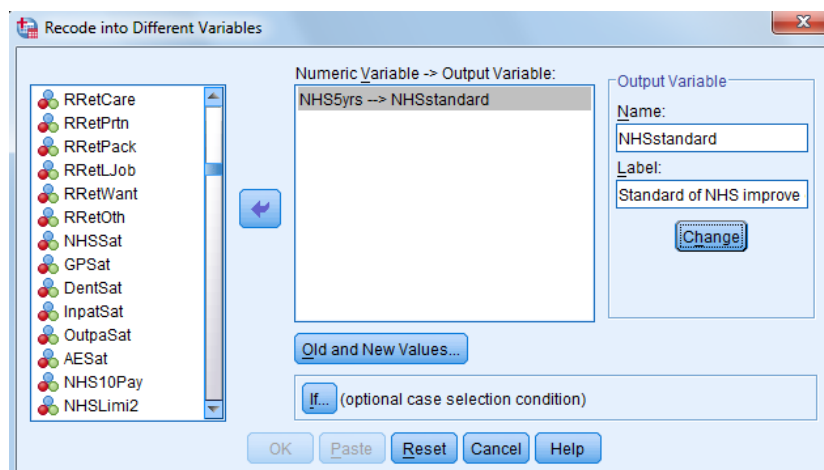 Recode into Different Variables
X
RRetCare
RRetPrtn
RRetPack
RRetLJob
RRetWant
RRetOth
NHSSat
GPSat
DentSat
InpatSat
OutpaSat
AESat
NHS10Pay
NHSLimi2
Numeric Variable -> Output Variable:
NHS5yrs --> NHSstandard
Output Variable
Name:
NHSstandard
Label:
Standard of NHS improve
Change
Old and New Values...
If... (optional case selection condition)
OK Paste Reset Cancel Help